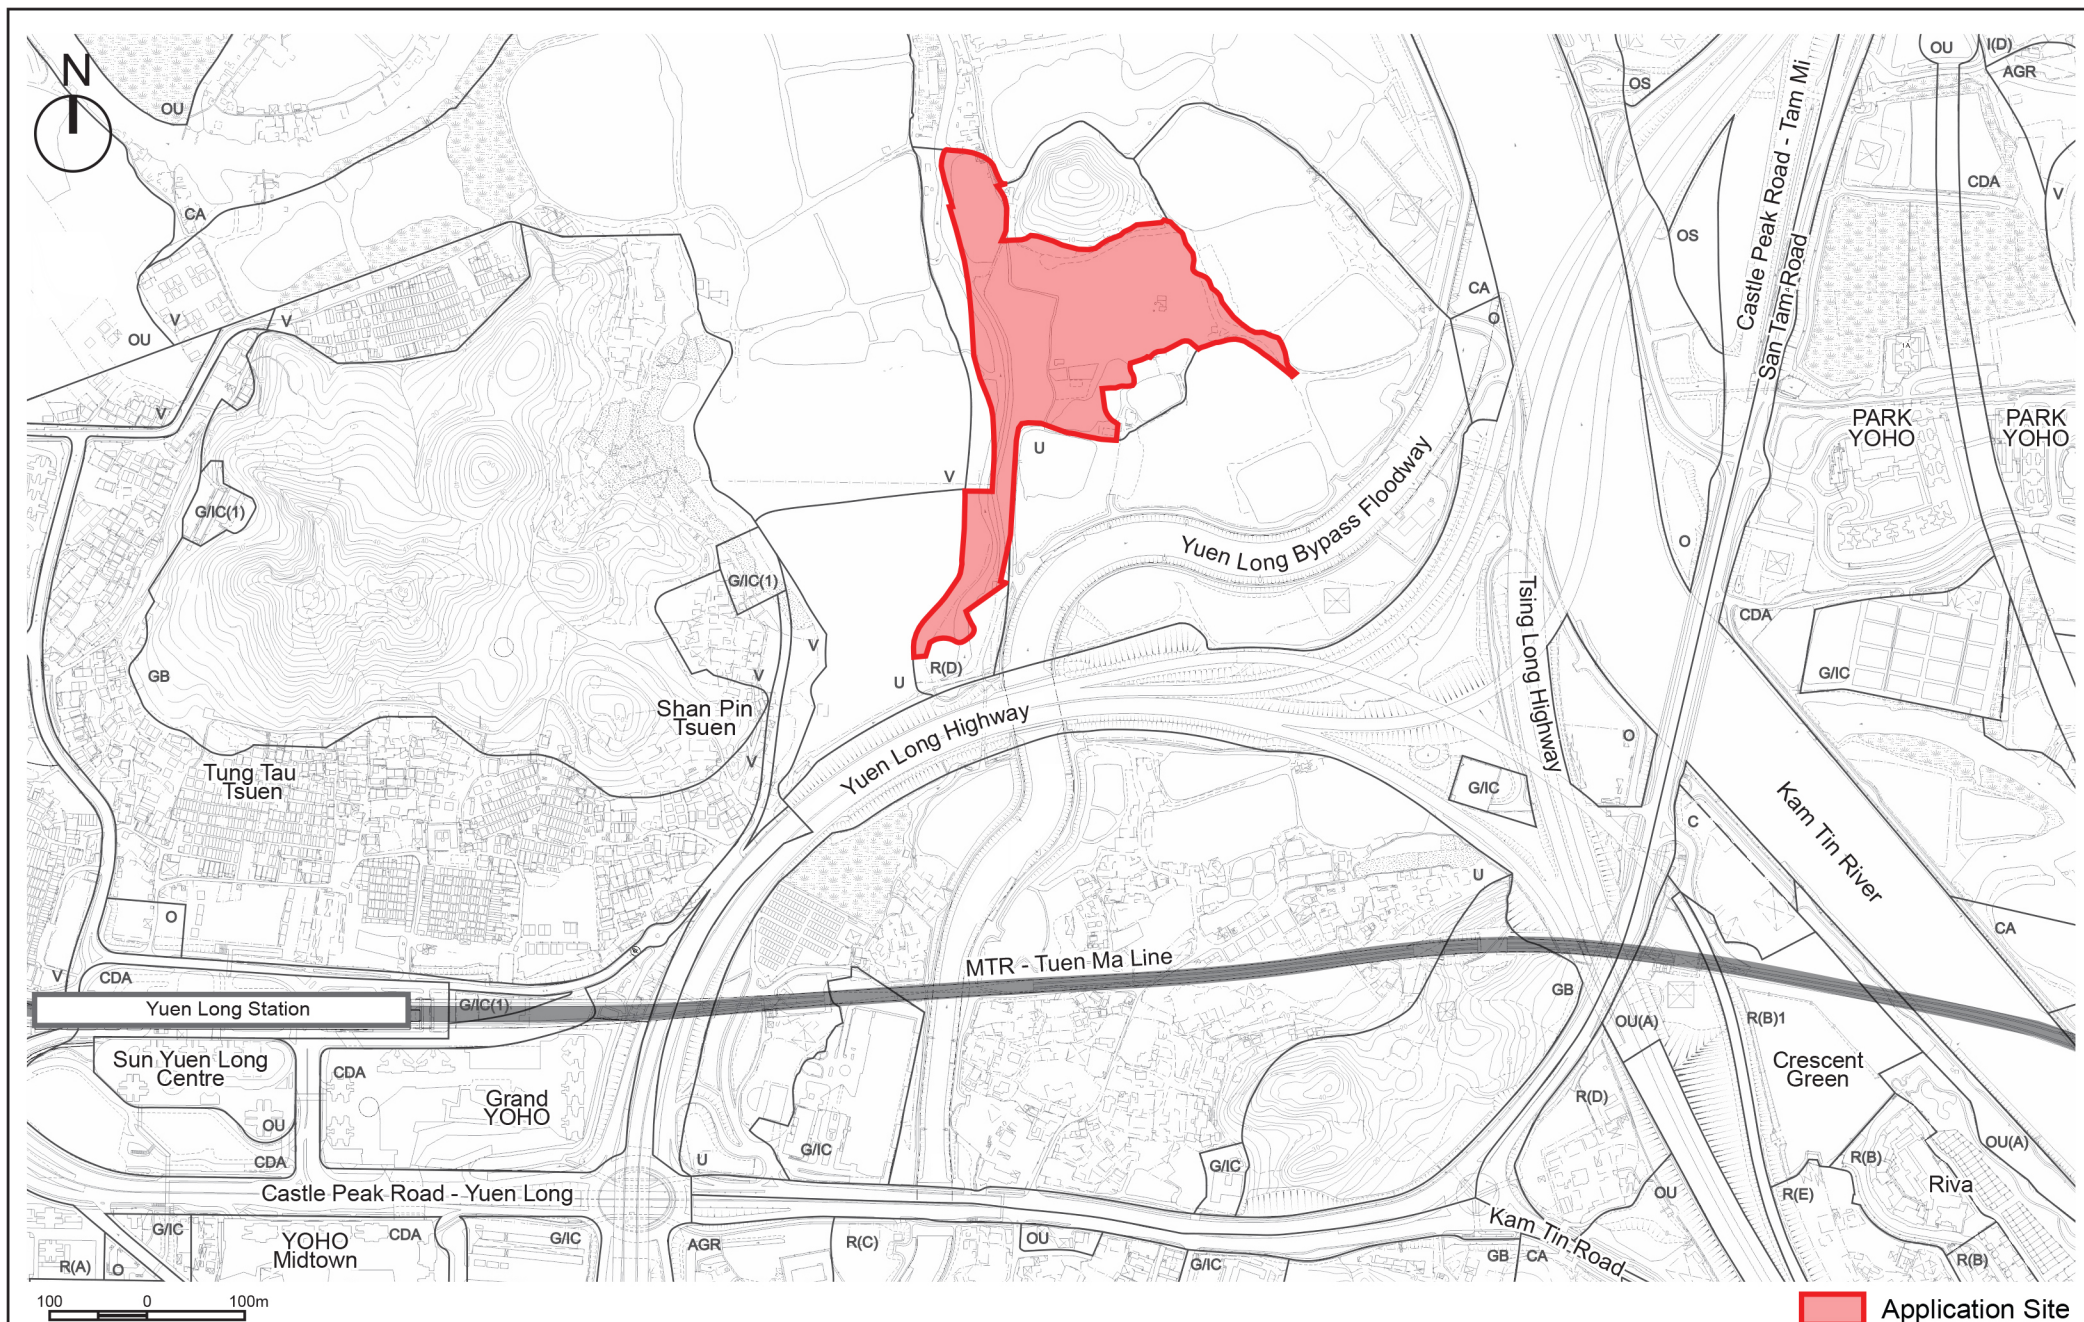 N
OU
OU
I(D)
AGR
OS
CDA
V
CA
OS
Castle Peak Road - Tam Mi
San Tam Road
CA
O
OU
V
V
V
PARK
YOHO
PARK
YOHO
U
V
G/IC(1)
Yuen Long Bypass Floodway
O
G/IC(1)
Tsing Long Highway
CDA
V
GB
R(D)
U
V
G/IC
Shan Pin
Tsuen
Yuen Long Highway
O
V
Tung Tau
Tsuen
G/IC
Kam Tin River
C
U
O
CA
MTR - Tuen Ma Line
V
CDA
GB
Yuen Long Station
G/IC(1)
OU(A)
R(B)1
Sun Yuen Long
Centre
CDA
Crescent
Green
Grand
YOHO
R(D)
OU
G/IC
OU(A)
CDA
U
G/IC
R(B)
Castle Peak Road - Yuen Long
OU
R(E)
Riva
G/IC
YOHO
Midtown
CDA
G/IC
AGR
R(C)
OU
Kam Tin Road
GB
CA
R(B)
R(A)
O
G/IC
100
0
100m
Application Site